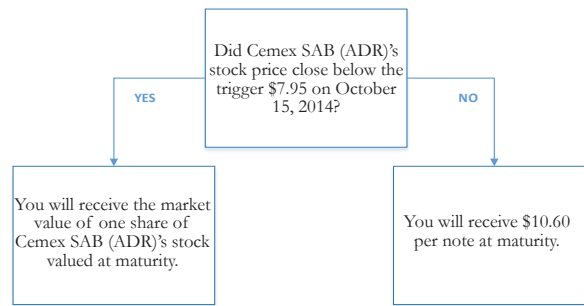 Did Cemex SAB (ADR)'s
stock price close below the
trigger $7.95 on October
15, 2014?
YES
NO
You will receive the market
value of one share of
Cemex SAB (ADR)'s stock
valued at maturity.
You will receive $10.60
per note at maturity.